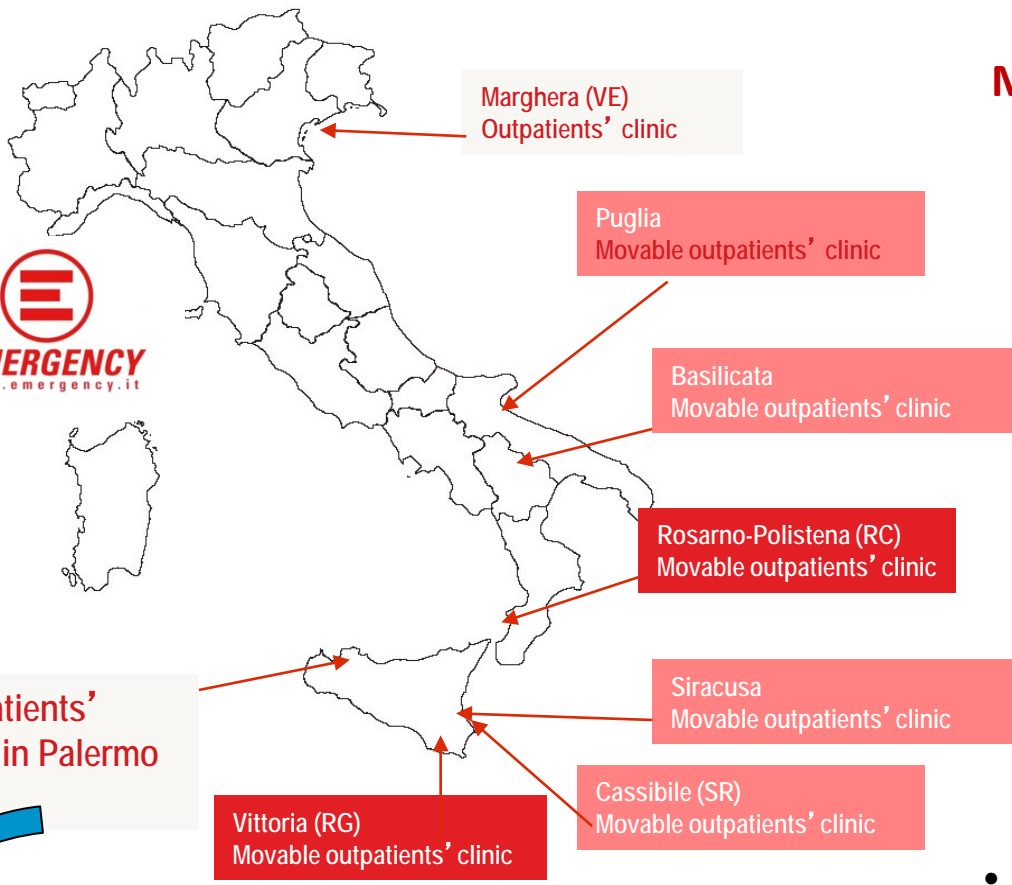 M
Marghera (VE)
Outpatients’ clinic
Puglia
Movable outpatients’ clinic
ERGENCY
.emergency.it
Basilicata
Movable outpatients’ clinic
Rosarno-Polistena (RC)
Movable outpatients’ clinic
Siracusa
Movable outpatients’ clinic
atients’
in Palermo
Cassibile (SR)
Movable outpatients’ clinic
Vittoria (RG)
Movable outpatients’ clinic
•